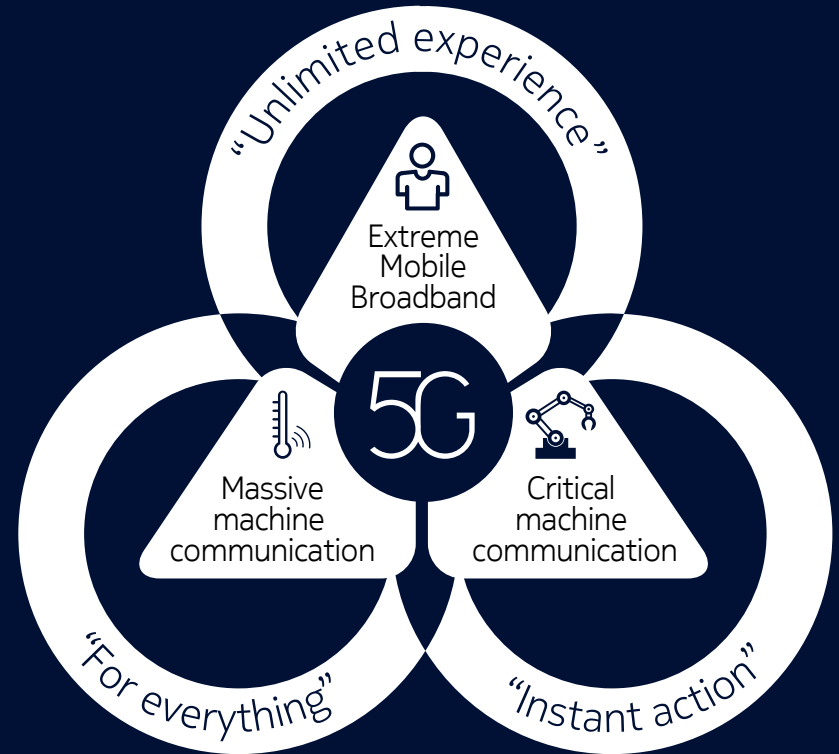 “Unlimited experience”
Extreme
Mobile
Broadband
5G
Massive
machine
communication
Critical
machine
communication
“For everything”
“Instant action”